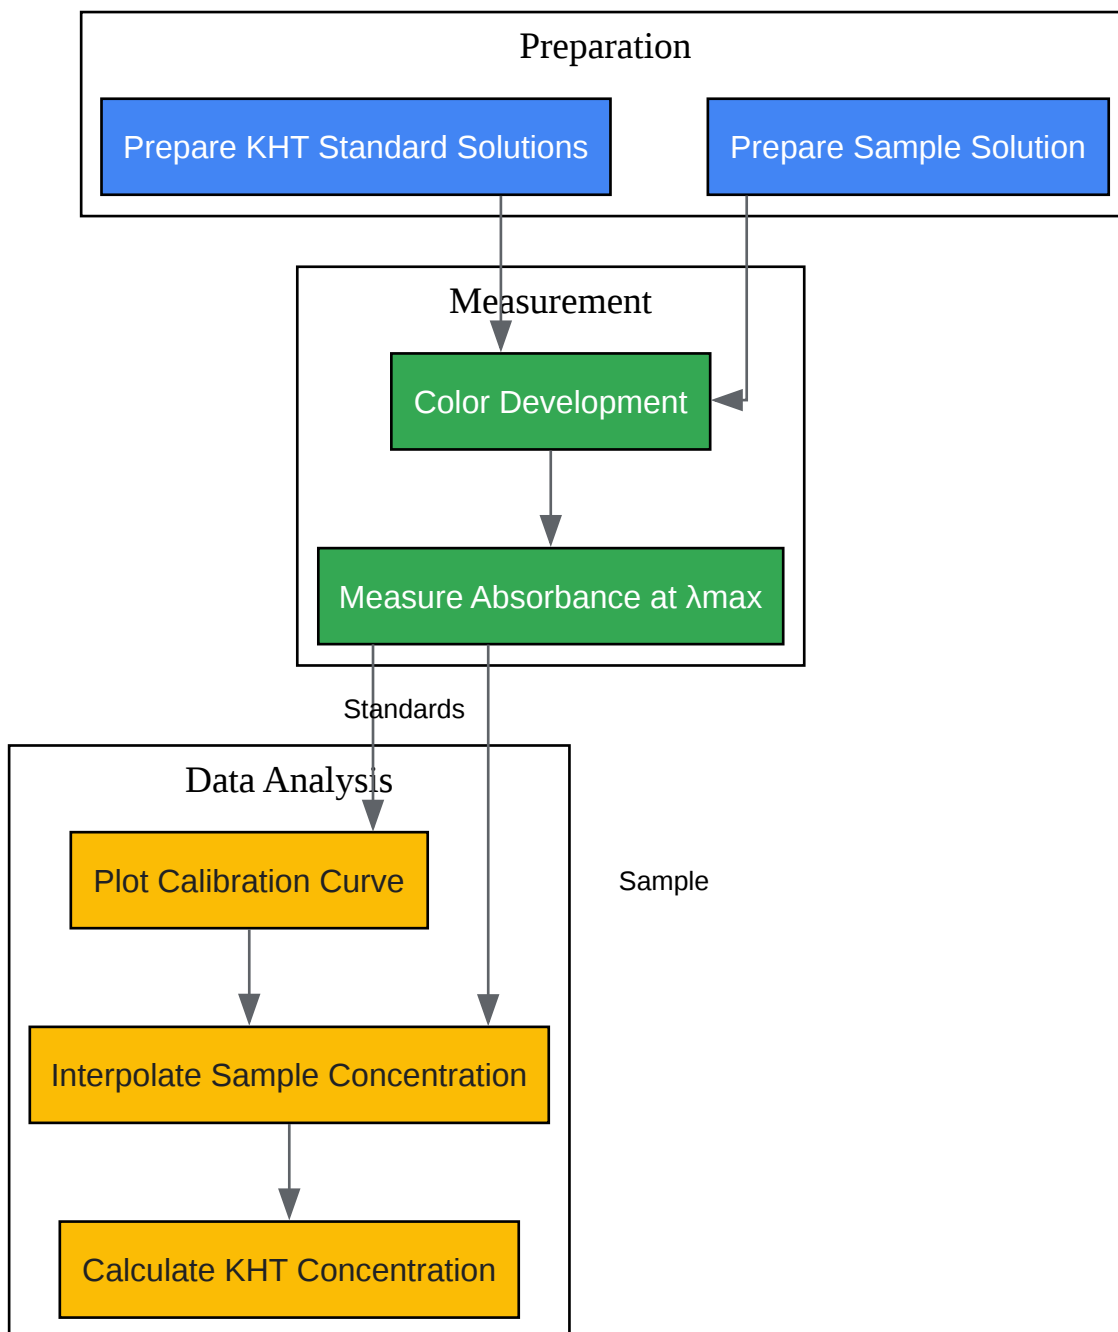 Preparation
Prepare KHT Standard Solutions
Prepare Sample Solution
Measurement
Color Development
Measure Absorbance at λmax
Standards
Data Analysis
Plot Calibration Curve
Sample
Interpolate Sample Concentration
Calculate KHT Concentration